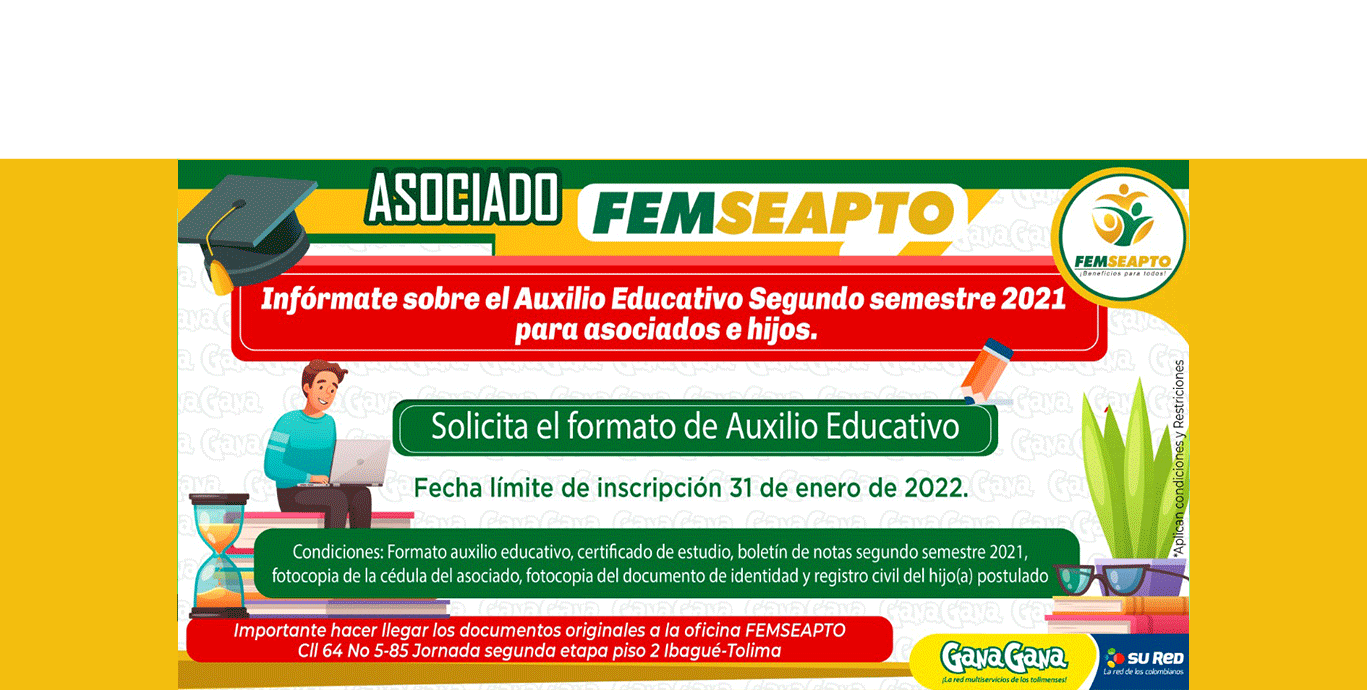 ASOCIADO FEMSEAPTO
FEMSEAPTO
¡Beneficios para todos!
Infórmate sobre el Auxilio Educativo Segundo semestre 2021
para asociados e hijos.
Solicita el formato de Auxilio Educativo
Fecha límite de inscripción 31 de enero de 2022.
Condiciones: Formato auxilio educativo, certificado de estudio, boletín de notas segundo semestre 2021,
fotocopia de la cédula del asociado, fotocopia del documento de identidad y registro civil del hijo(a) postulado
*Aplican condiciones y Restriciones
Importante hacer llegar los documentos originales a la oficina FEMSEAPTO
Cll 64 No 5-85 Jornada segunda etapa piso 2 Ibagué-Tolima
GanaGana
¡La red multiservicios de los tolimenses!
SU RED
La red de los colombianos